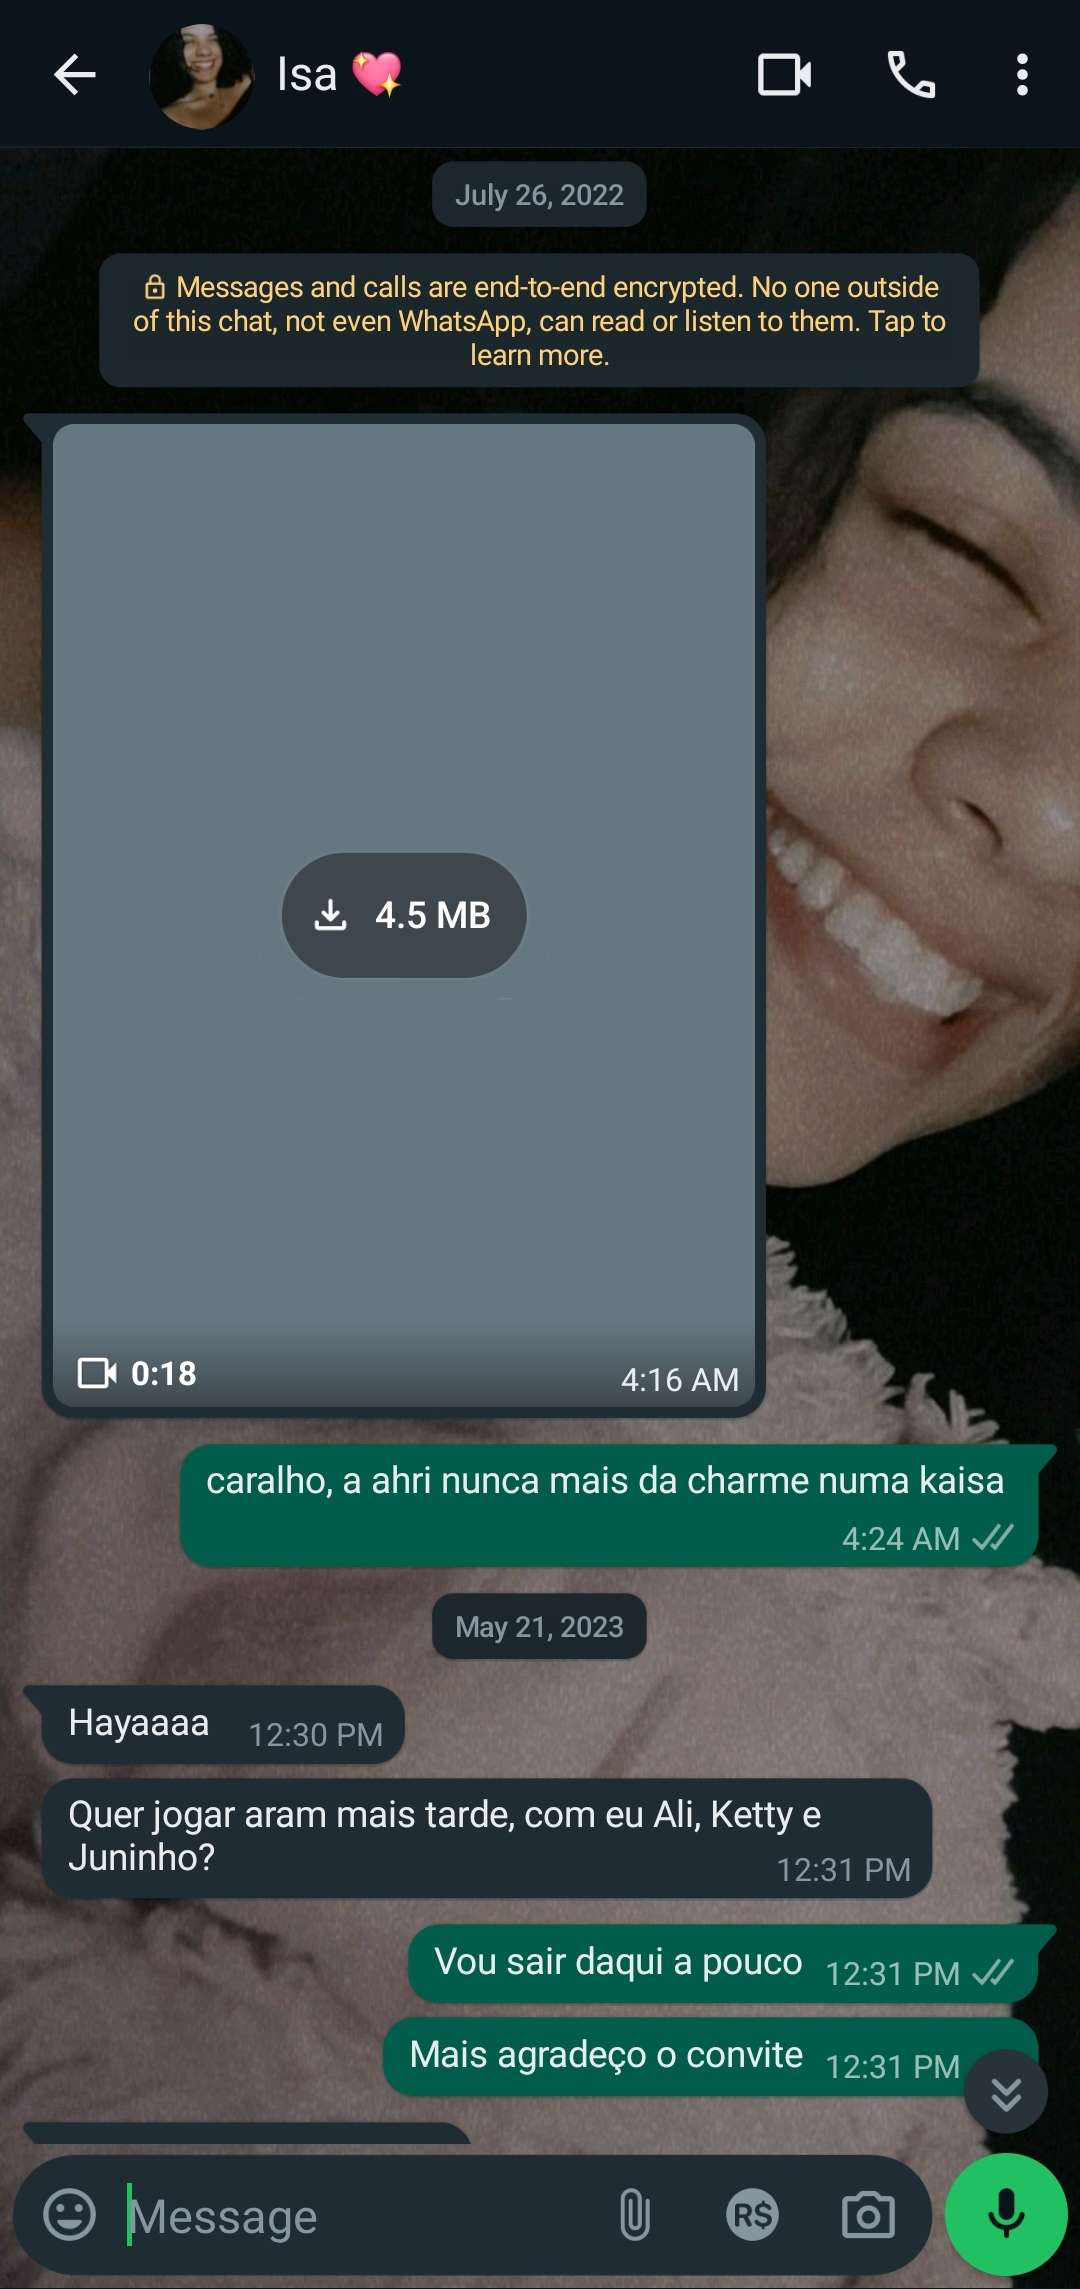 Isa 💖
July 26, 2022
Messages and calls are end-to-end encrypted. No one outside
of this chat, not even WhatsApp, can read or listen to them. Tap to
learn more.
4.5 MB
0:18
4:16 AM
caralho, a ahri nunca mais da charme numa kaisa
4:24 AM
May 21, 2023
Hayaaaa 12:30 PM
Quer jogar aram mais tarde, com eu Ali, Ketty e
Juninho?
12:31 PM
Vou sair daqui a pouco 12:31 PM
Mais agradeço o convite 12:31 PM
Message
R$